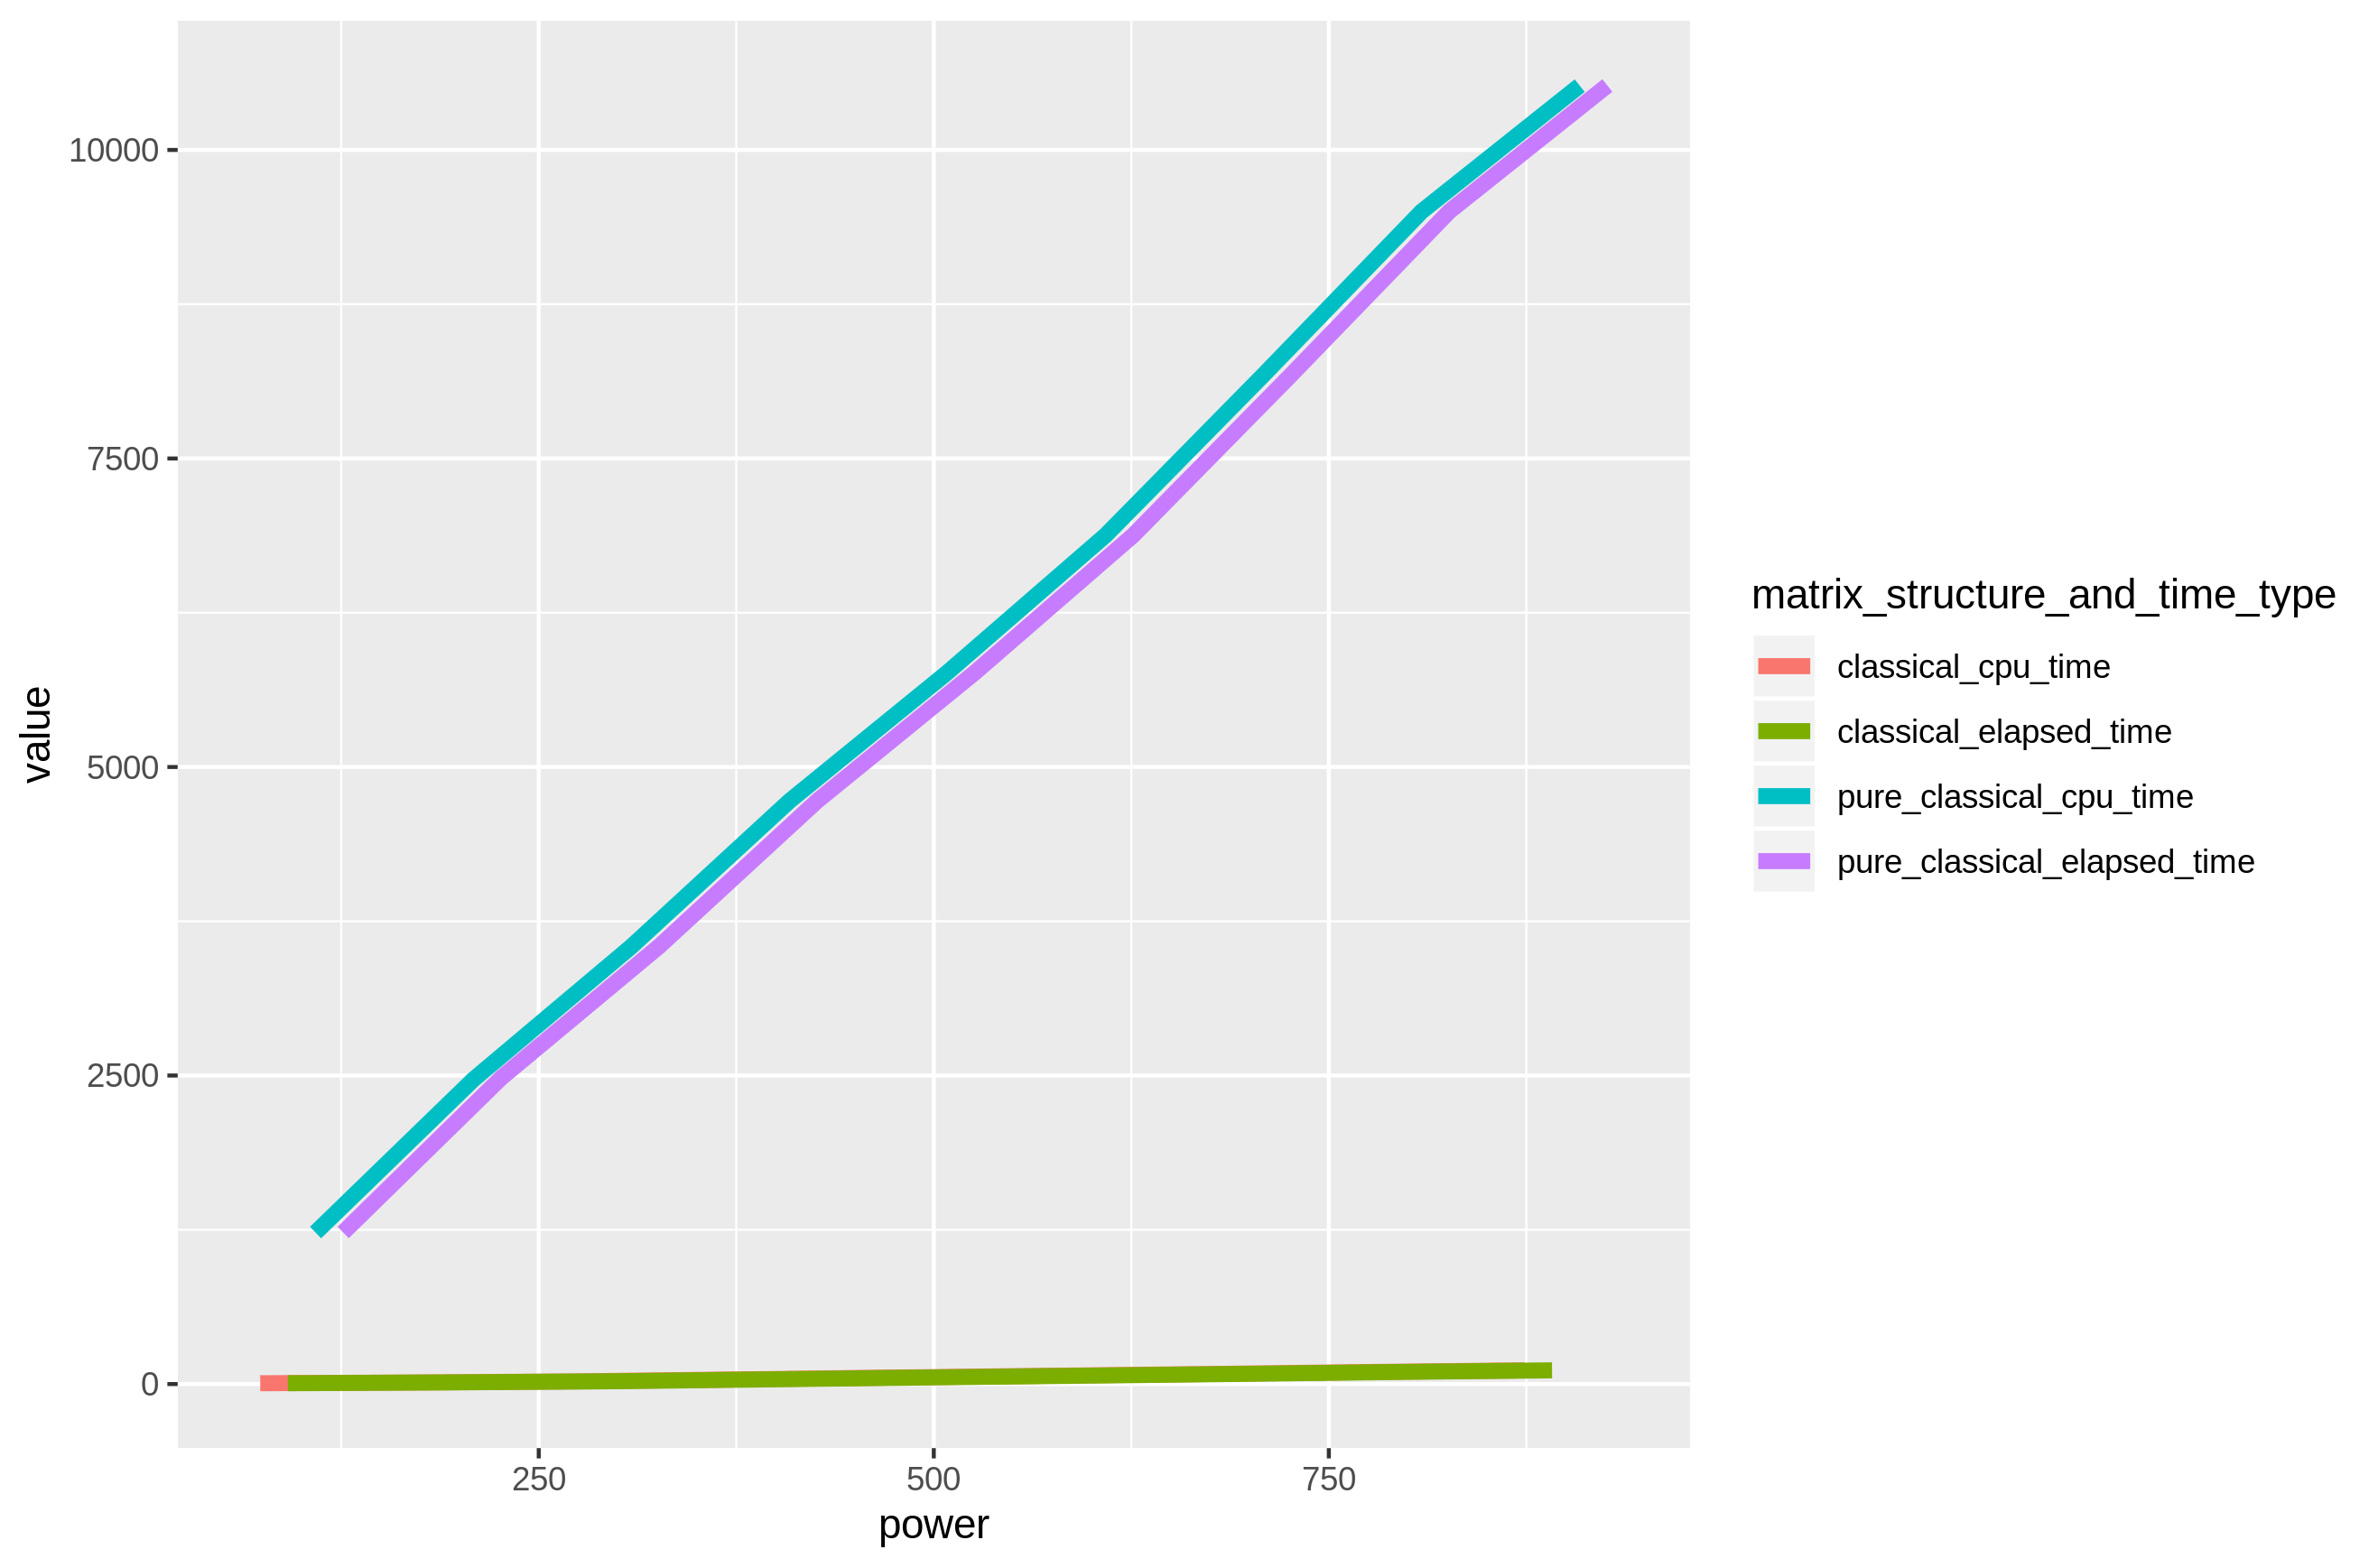 10000
7500
5000
2500
0
value
250 500 750
power
matrix_structure_and_time_type
classical_cpu_time
classical_elapsed_time
pure_classical_cpu_time
pure_classical_elapsed_time